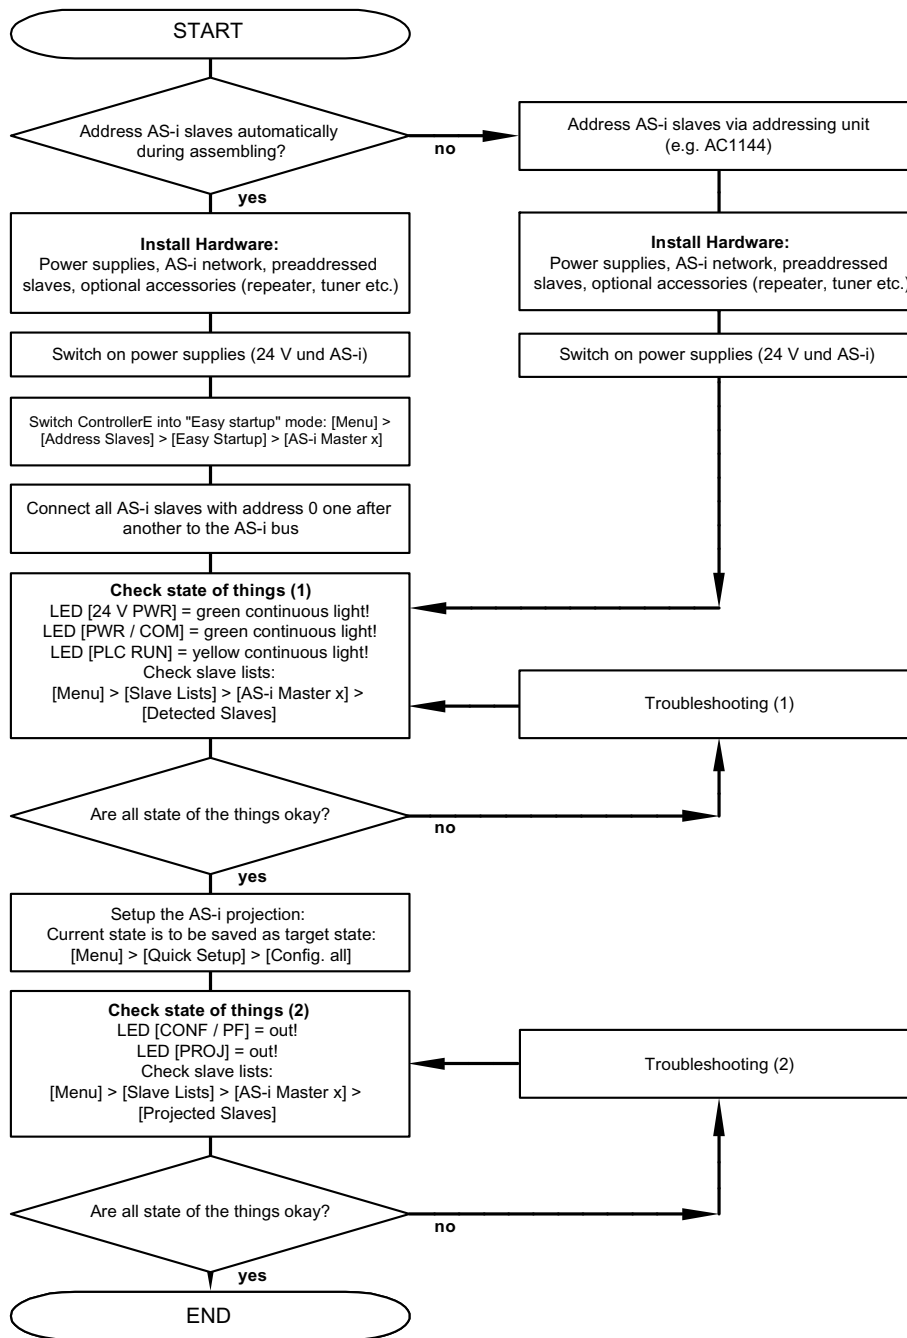 START
Address AS-i slaves automatically
during assembling?
no
yes
Address AS-i slaves via addressing unit
(e.g. AC1144)
Install Hardware:
Power supplies, AS-i network, preaddressed
slaves, optional accessories (repeater, tuner etc.)
Install Hardware:
Power supplies, AS-i network, preaddressed
slaves, optional accessories (repeater, tuner etc.)
Switch on power supplies (24 V und AS-i)
Switch on power supplies (24 V und AS-i)
Switch ControllerE into "Easy startup" mode: [Menu] >
[Address Slaves] > [Easy Startup] > [AS-i Master x]
Connect all AS-i slaves with address 0 one after
another to the AS-i bus
Check state of things (1)
LED [24 V PWR] = green continuous light!
LED [PWR / COM] = green continuous light!
LED [PLC RUN] = yellow continuous light!
Check slave lists:
[Menu] > [Slave Lists] > [AS-i Master x] >
[Detected Slaves]
Troubleshooting (1)
Are all state of the things okay?
no
yes
Setup the AS-i projection:
Current state is to be saved as target state:
[Menu] > [Quick Setup] > [Config. all]
Check state of things (2)
LED [CONF / PF] = out!
LED [PROJ] = out!
Check slave lists:
[Menu] > [Slave Lists] > [AS-i Master x] >
[Projected Slaves]
Troubleshooting (2)
Are all state of the things okay?
no
yes
END